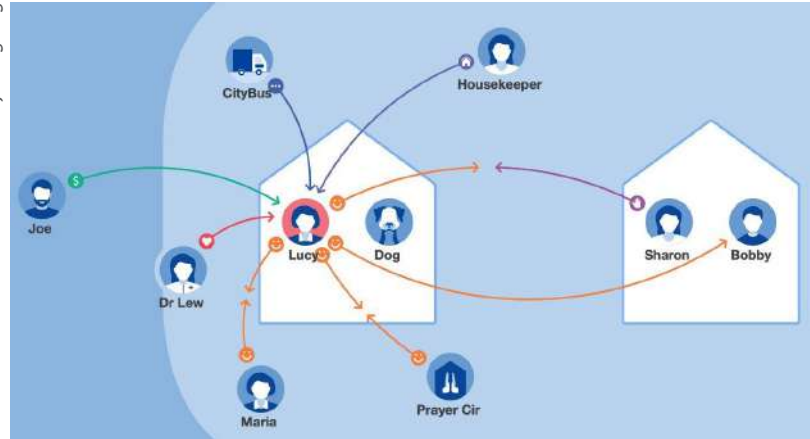 CityBus
Housekeeper
$
Joe
Lucy
Dog
Sharon
Bobby
Dr Lew
Maria
Prayer Cir